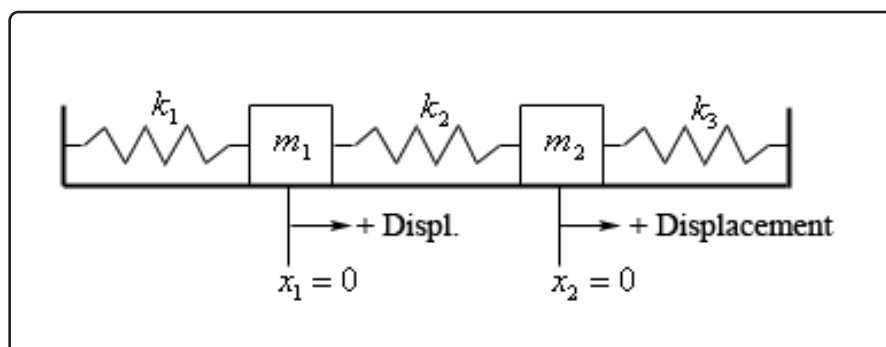 k₁ k₂ k₃
m₁ m₂
+ Displ. + Displacement
x₁ = 0 x₂ = 0